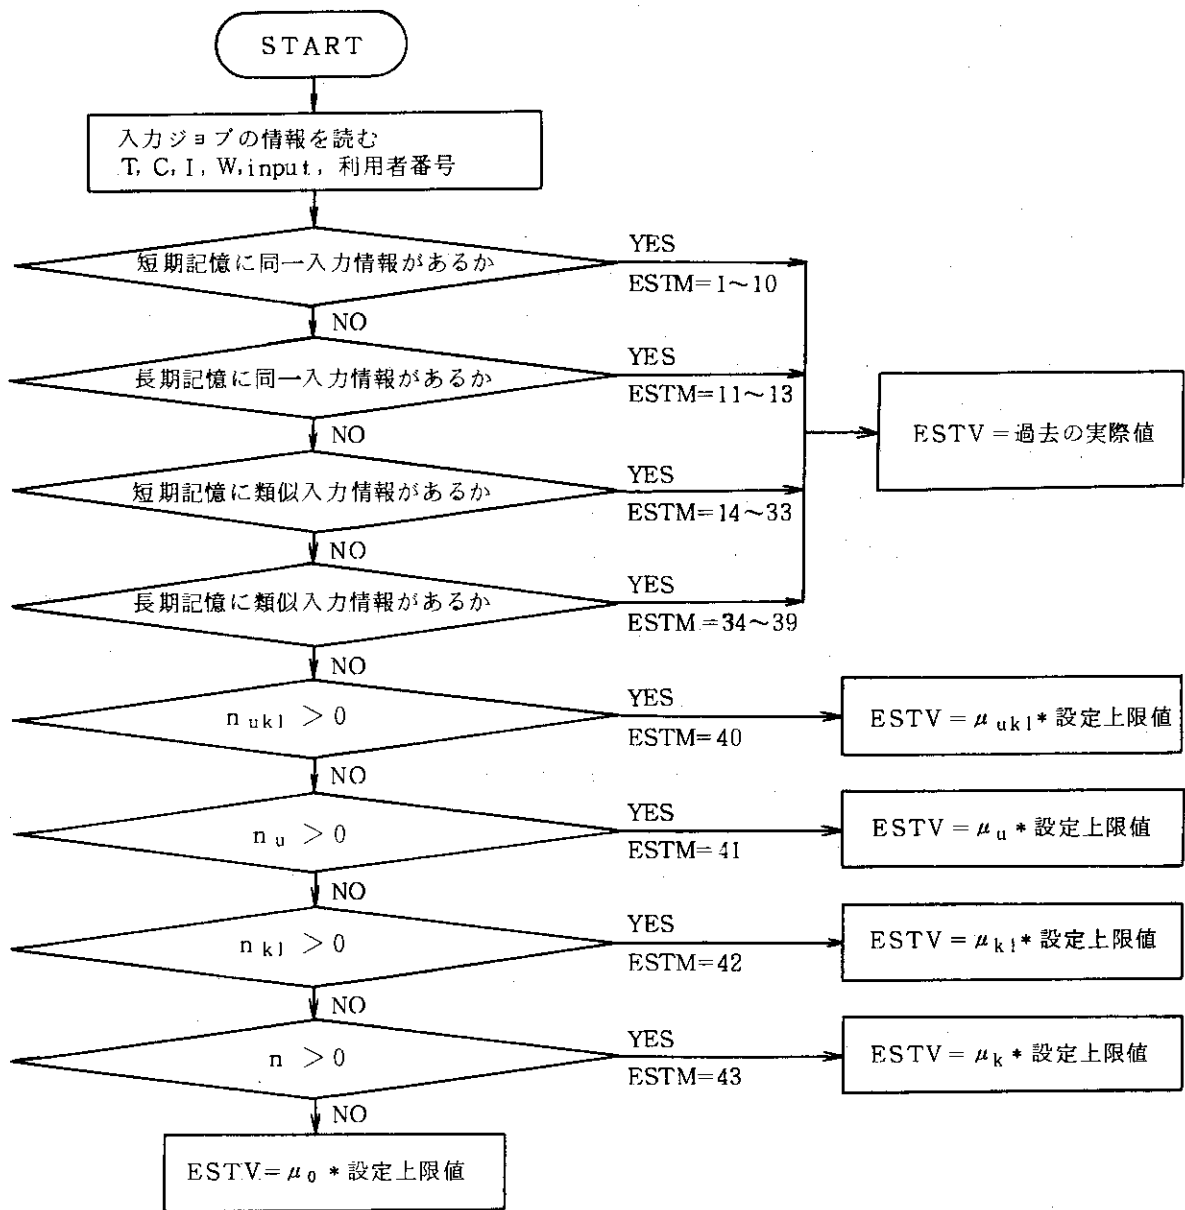 START
入力ジョブの情報を読む
T, C, I, W, input, 利用者番号
短期記憶に同一入力情報があるか
YES
ESTM=1~10
NO
長期記憶に同一入力情報があるか
YES
ESTM=11~13
ESTV=過去の実際値
NO
短期記憶に類似入力情報があるか
YES
ESTM=14~33
NO
長期記憶に類似入力情報があるか
YES
ESTM=34~39
NO
n ukl > 0
YES
ESTM=40
ESTV=μ ukl * 設定上限値
NO
n u > 0
YES
ESTM=41
ESTV=μ u * 設定上限値
NO
n kl > 0
YES
ESTM=42
ESTV=μ kl * 設定上限値
NO
n > 0
YES
ESTM=43
ESTV=μ k * 設定上限値
NO
ESTV=μ 0 * 設定上限値